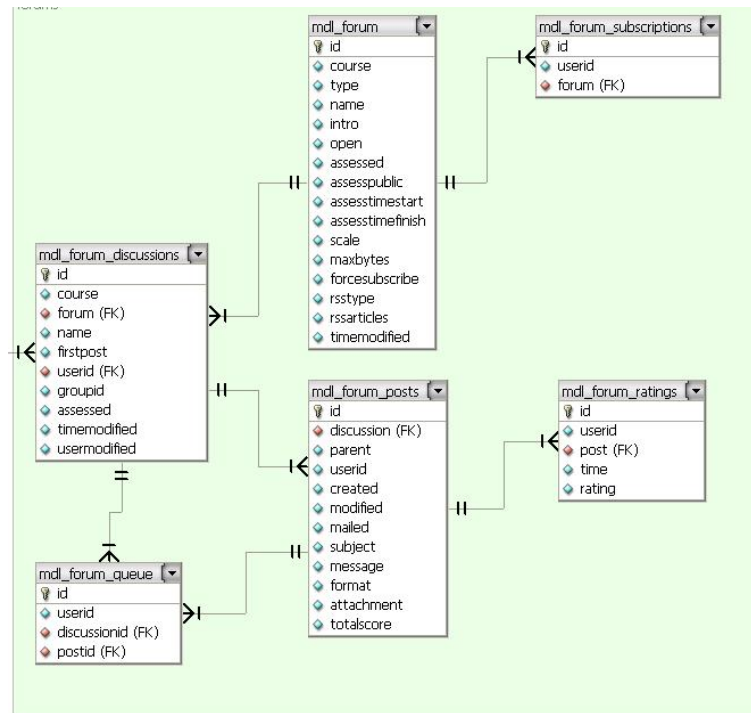 forums
mdl_forum
id
course
type
name
intro
open
assessed
assesspublic
assesstimestart
assesstimefinish
scale
maxbytes
forcesubscribe
rsstype
rssarticles
timemodified
mdl_forum_subscriptions
id
userid
forum (FK)
mdl_forum_discussions
id
course
forum (FK)
name
firstpost
userid (FK)
groupid
assessed
timemodified
usermodified
mdl_forum_posts
id
discussion (FK)
parent
userid
created
modified
mailed
subject
message
format
attachment
totalscore
mdl_forum_ratings
id
userid
post (FK)
time
rating
mdl_forum_queue
id
userid
discussionid (FK)
postid (FK)